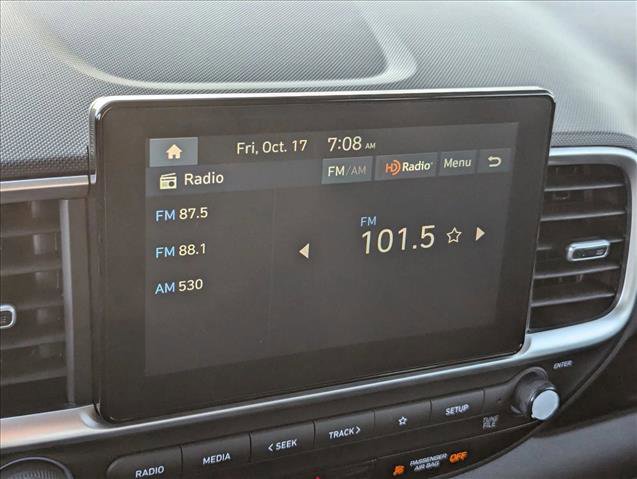 Fri, Oct. 17 7:08 AM
Radio FM/AM HD Radio® Menu
FM 87.5
FM
101.5
FM 88.1
AM 530
ENTER
RADIO MEDIA < SEEK TRACK > SETUP TUNE FILE
PASSENGER AIR BAG OFF